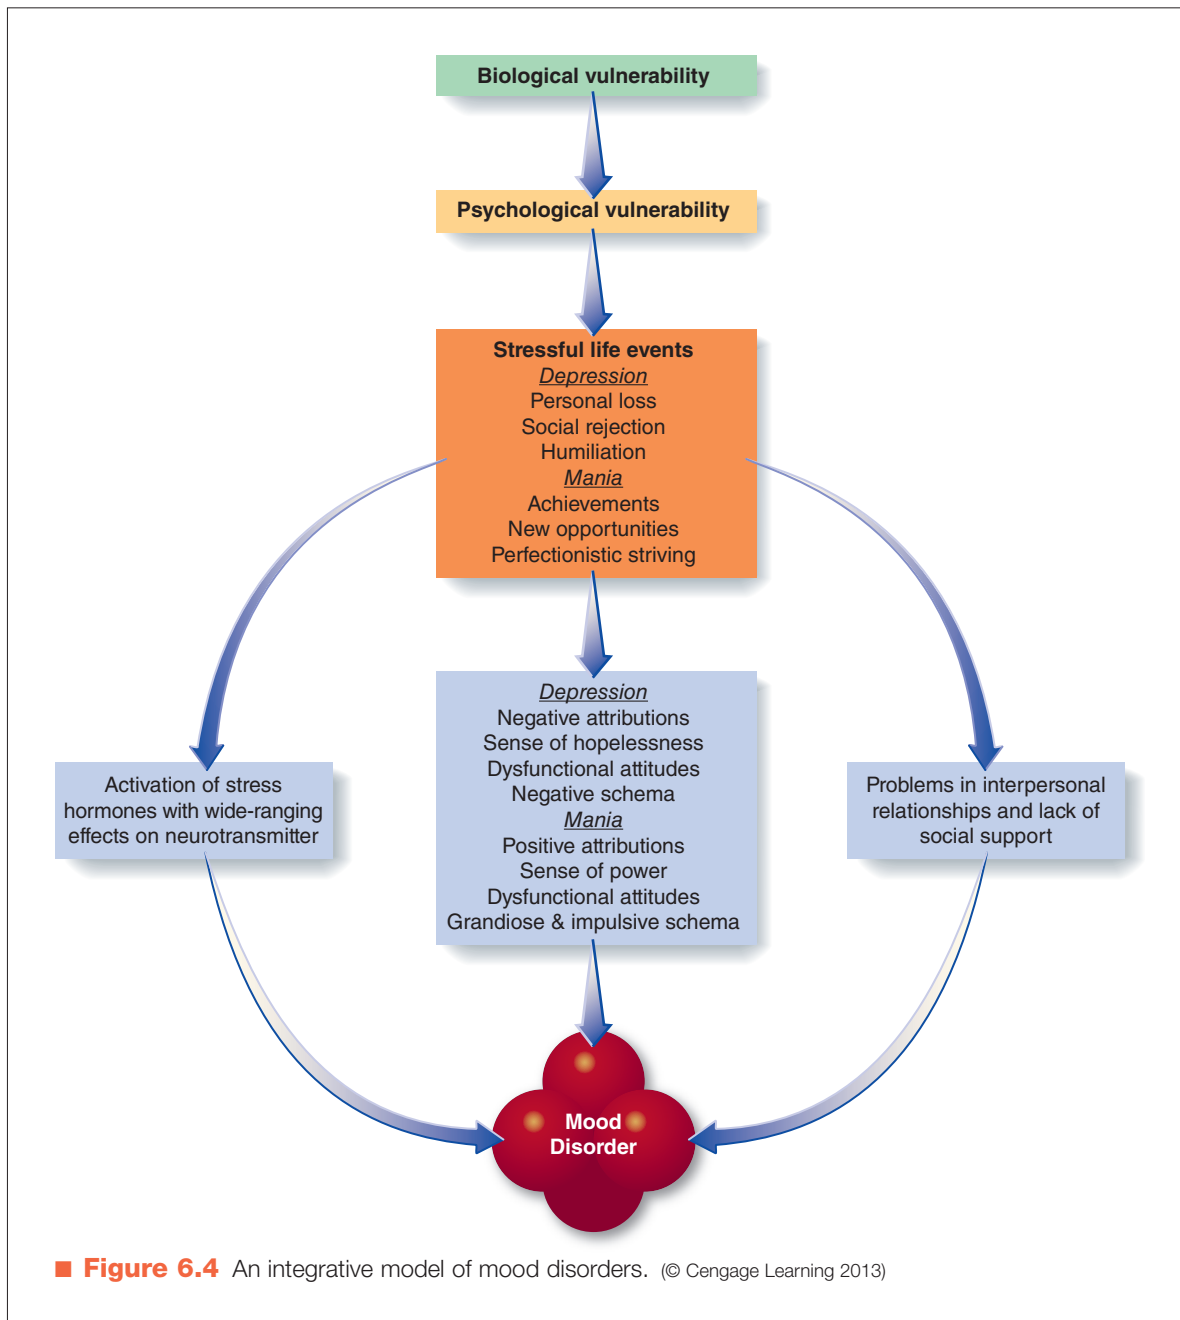 Biological vulnerability
Psychological vulnerability
Stressful life events
Depression
Personal loss
Social rejection
Humiliation
Mania
Achievements
New opportunities
Perfectionistic striving
Activation of stress
hormones with wide-ranging
effects on neurotransmitter
Depression
Negative attributions
Sense of hopelessness
Dysfunctional attitudes
Negative schema
Mania
Positive attributions
Sense of power
Dysfunctional attitudes
Grandiose & impulsive schema
Problems in interpersonal
relationships and lack of
social support
Mood
Disorder
■ Figure 6.4 An integrative model of mood disorders. (© Cengage Learning 2013)